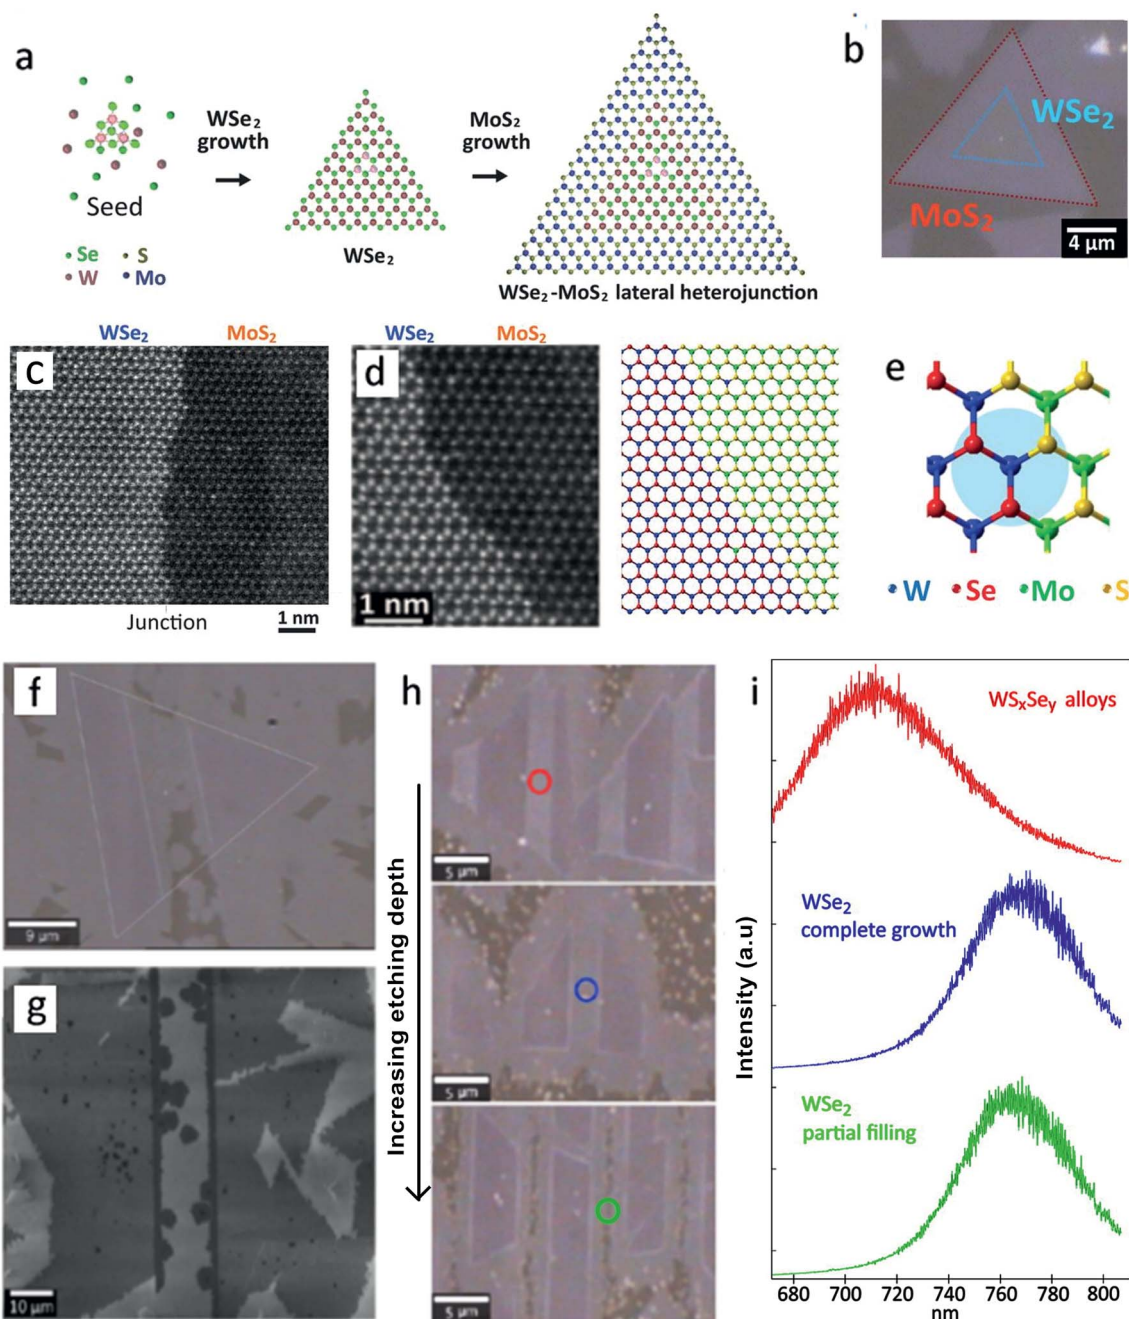 a
WSe₂
growth
MoS₂
growth
Seed
Se
S
W
Mo
WSe₂
WSe₂-MoS₂ lateral heterojunction
b
WSe₂
MoS₂
4 μm
WSe₂ MoS₂
c
Junction
1 nm
WSe₂ MoS₂
d
1 nm
e
W Se Mo S
f
9 μm
g
10 μm
h
Increasing etching depth
5 μm
5 μm
5 μm
i
WSₓSeᵧ alloys
WSe₂
complete growth
WSe₂
partial filling
Intensity (a.u)
680 700 720 740 760 780 800
nm